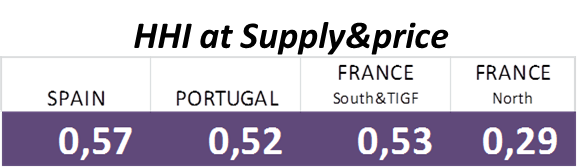 HHI at Supply&price
FRANCE FRANCE
SPAIN PORTUGAL South&TIGF North
0,57 0,52 0,53 0,29